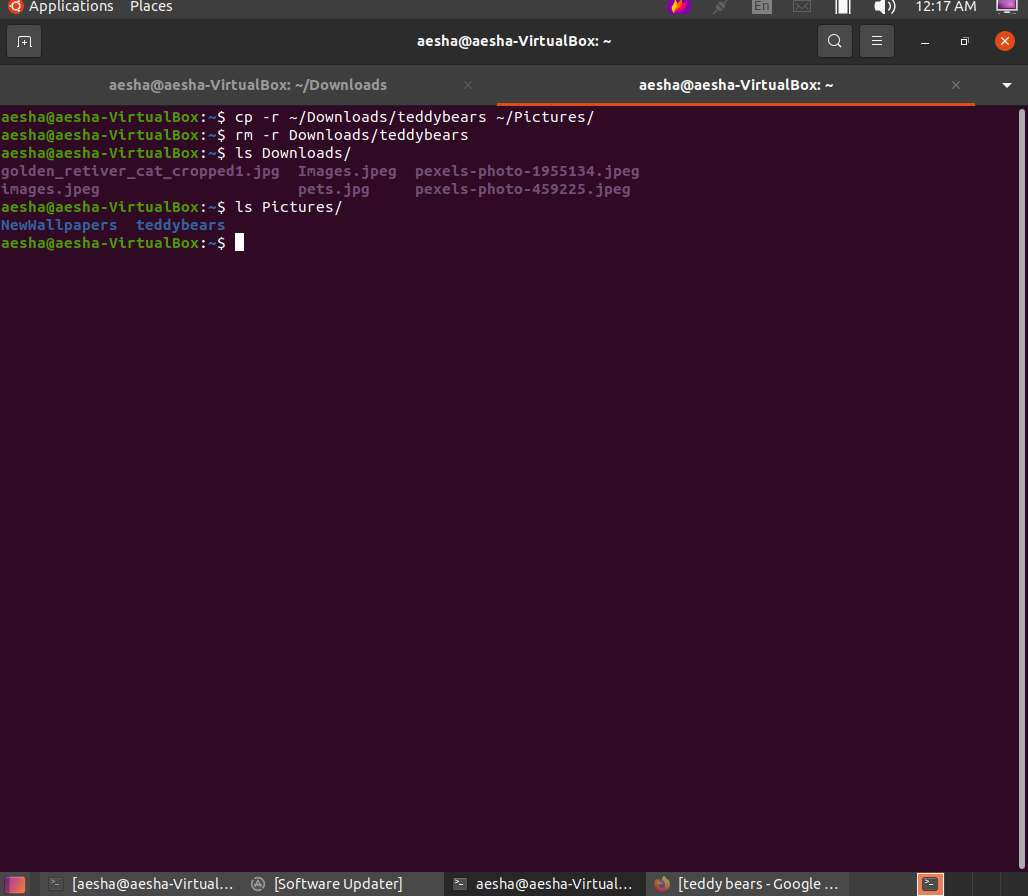 Applications Places En 12:17 AM
aesha@aesha-VirtualBox: ~
aesha@aesha-VirtualBox: ~/Downloads aesha@aesha-VirtualBox: ~
aesha@aesha-VirtualBox:~$ cp -r ~/Downloads/teddybears ~/Pictures/
aesha@aesha-VirtualBox:~$ rm -r Downloads/teddybears
aesha@aesha-VirtualBox:~$ ls Downloads/
golden_retiver_cat_cropped1.jpg Images.jpeg pexels-photo-1955134.jpeg
images.jpeg pets.jpg pexels-photo-459225.jpeg
aesha@aesha-VirtualBox:~$ ls Pictures/
NewWallpapers teddybears
aesha@aesha-VirtualBox:~$
[aesha@aesha-Virtual... [Software Updater] aesha@aesha-Virtual... [teddy bears - Google ...